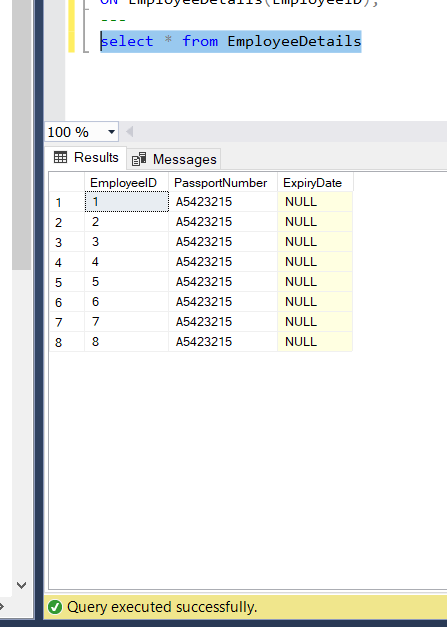 ON EmployeeDetails(EmployeeID);
---
select * from EmployeeDetails
100 %
Results Messages
EmployeeID PassportNumber ExpiryDate
1 1 A5423215 NULL
2 2 A5423215 NULL
3 3 A5423215 NULL
4 4 A5423215 NULL
5 5 A5423215 NULL
6 6 A5423215 NULL
7 7 A5423215 NULL
8 8 A5423215 NULL
Query executed successfully.